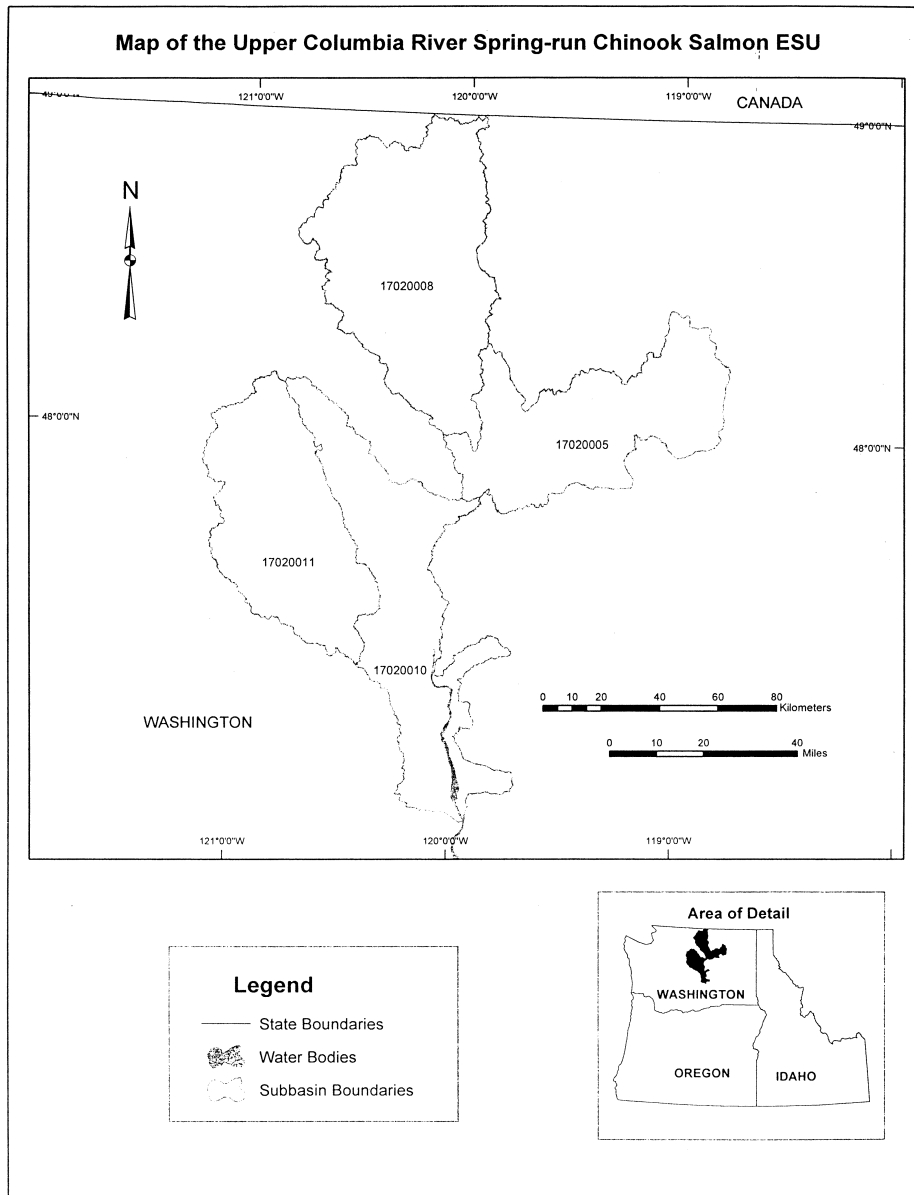 Map of the Upper Columbia River Spring-run Chinook Salmon ESU
121°0'0"W 120°0'0"W 119°0'0"W
CANADA
49°0'0"N
N
17020008
48°0'0"N
17020005
48°0'0"N
17020011
17020010
WASHINGTON
0 10 20 40 60 80
Kilometers
0 10 20 40
Miles
121°0'0"W 120°0'0"W 119°0'0"W
Area of Detail
WASHINGTON
OREGON
IDAHO
Legend
State Boundaries
Water Bodies
Subbasin Boundaries